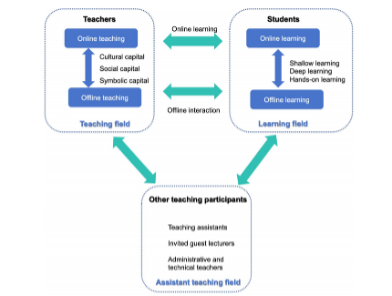 Teachers
Online teaching
Cultural capital
Social capital
Symbolic capital
Offline teaching
Teaching field
Online learning
Offline interaction
Students
Online learning
Shallow learning
Deep learning
Hands-on learning
Offline learning
Learning field
Other teaching participants
Teaching assistants
Invited guest lecturers
Administrative and
technical teachers
Assistant teaching field